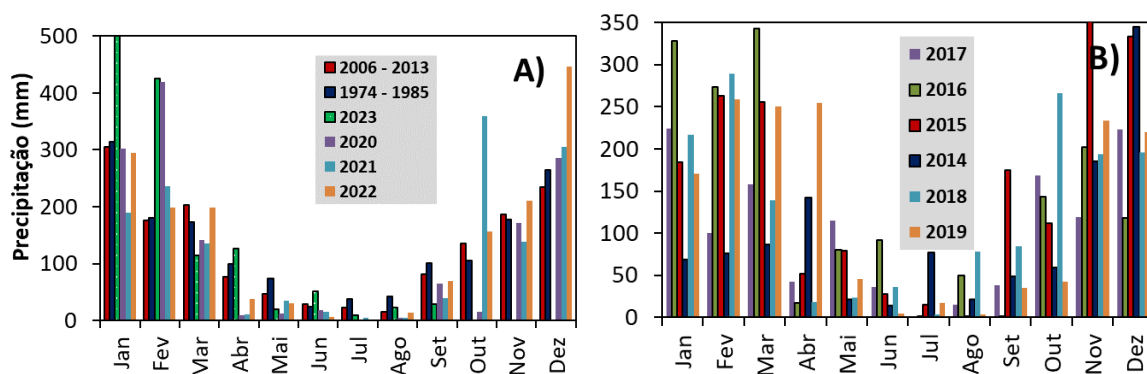 Precipitação (mm)
500
400
300
200
100
0
A)
2006 - 2013
1974 - 1985
2023
2020
2021
2022
Jan
Fev
Mar
Abr
Mai
Jun
Jul
Ago
Set
Out
Nov
Dez
350
300
250
200
150
100
50
0
B)
2017
2016
2015
2014
2018
2019
Jan
Fev
Mar
Abr
Mai
Jun
Jul
Ago
Set
Out
Nov
Dez